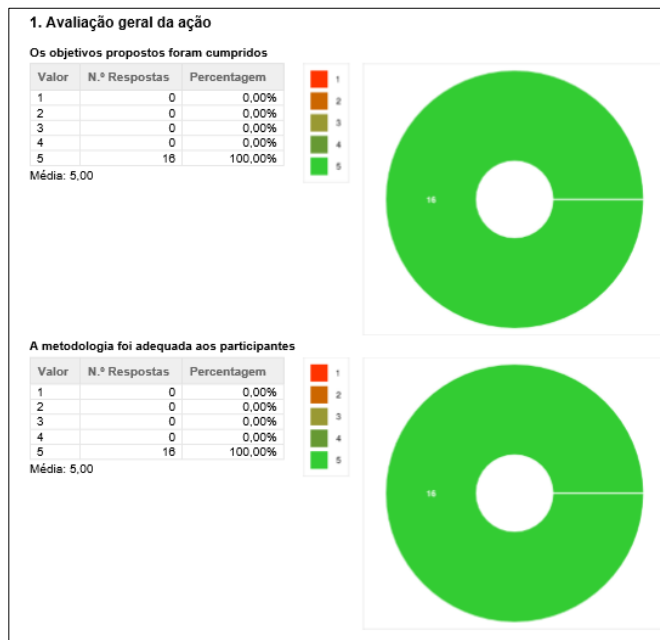 1. Avaliação geral da ação
Os objetivos propostos foram cumpridos
Valor N.º Respostas Percentagem
1 0 0,00%
2 0 0,00%
3 0 0,00%
4 0 0,00%
5 16 100,00%
Média: 5,00
1
2
3
4
5
16
A metodologia foi adequada aos participantes
Valor N.º Respostas Percentagem
1 0 0,00%
2 0 0,00%
3 0 0,00%
4 0 0,00%
5 16 100,00%
Média: 5,00
1
2
3
4
5
16